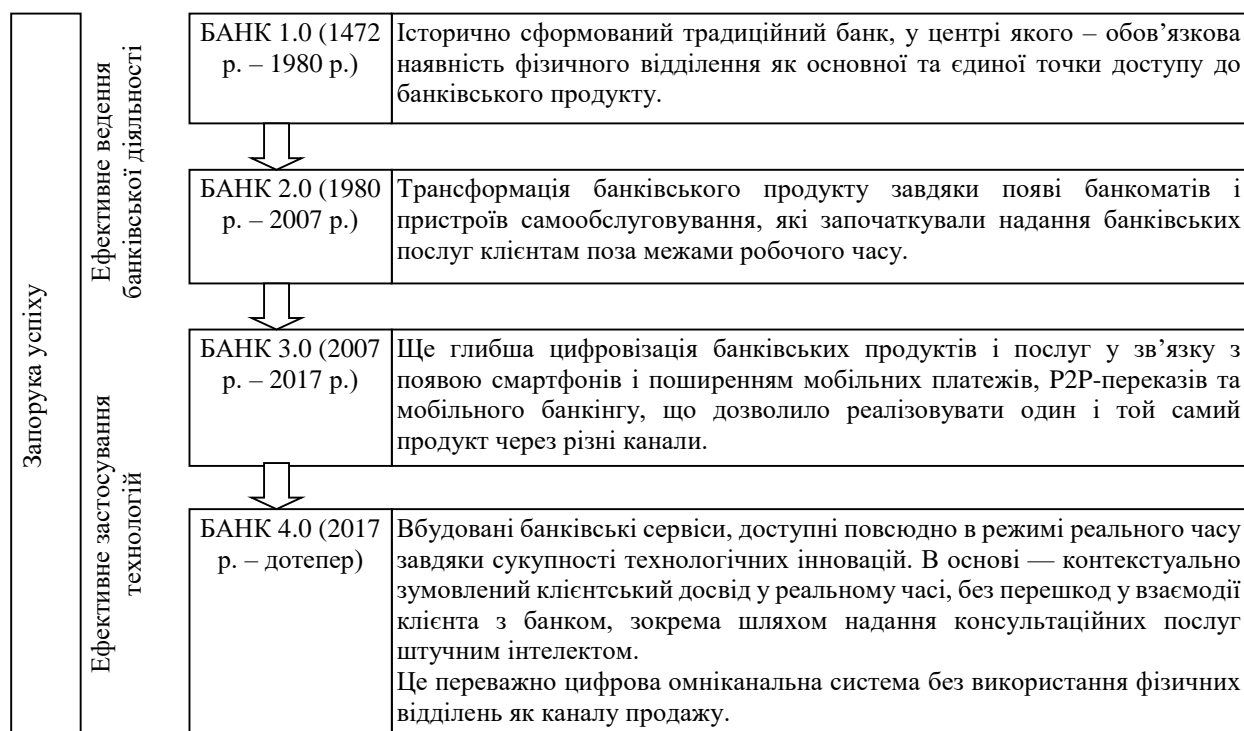 Запорука успіху
Ефективне ведення
банківської діяльності
БАНК 1.0 (1472
р. – 1980 р.)
Історично сформований традиційний банк, у центрі якого – обов’язкова
наявність фізичного відділення як основної та єдиної точки доступу до
банківського продукту.
БАНК 2.0 (1980
р. – 2007 р.)
Трансформація банківського продукту завдяки появі банкоматів і
пристроїв самообслуговування, які започаткували надання банківських
послуг клієнтам поза межами робочого часу.
Ефективне застосування
технологій
БАНК 3.0 (2007
р. – 2017 р.)
Ще глибша цифровізація банківських продуктів і послуг у зв’язку з
появою смартфонів і поширенням мобільних платежів, P2P-переказів та
мобільного банкінгу, що дозволило реалізовувати один і той самий
продукт через різні канали.
БАНК 4.0 (2017
р. – дотепер)
Вбудовані банківські сервіси, доступні повсюдно в режимі реального часу
завдяки сукупності технологічних інновацій. В основі — контекстуально
зумовлений клієнтський досвід у реальному часі, без перешкод у взаємодії
клієнта з банком, зокрема шляхом надання консультаційних послуг
штучним інтелектом.
Це переважно цифрова омніканальна система без використання фізичних
відділень як каналу продажу.